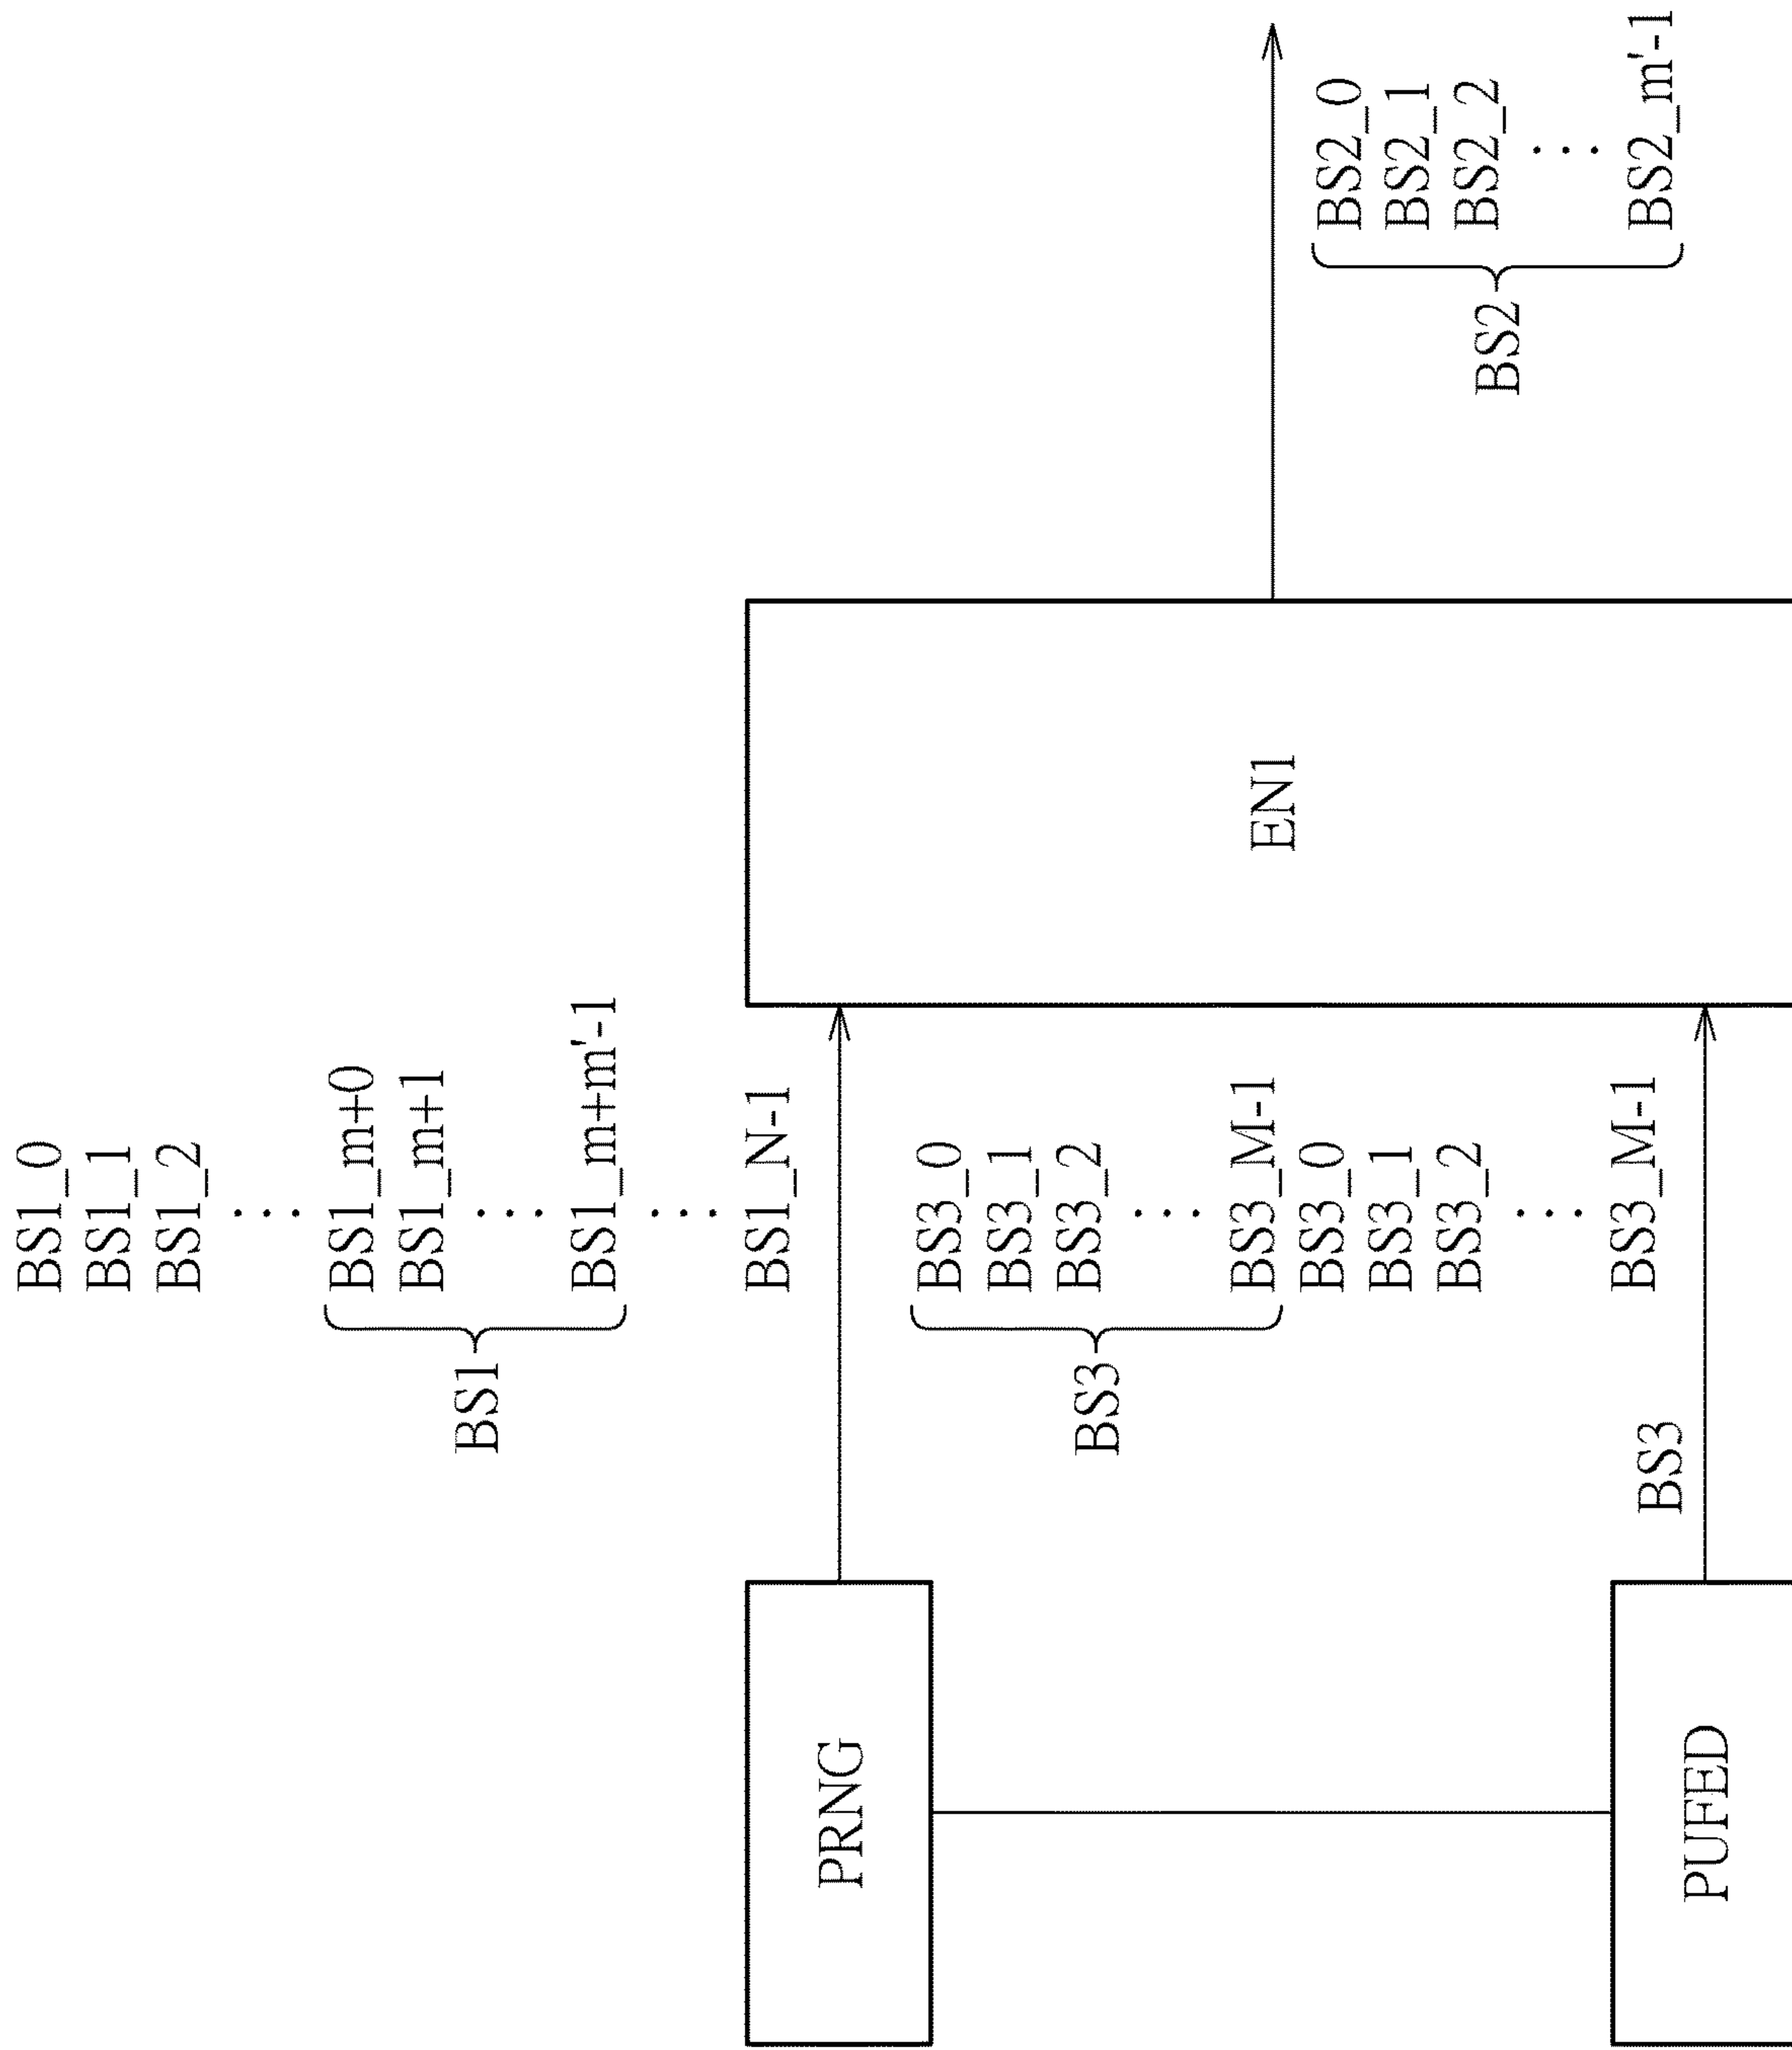 BS1_0
BS1_1
BS1_2
...
BS1_m+0
BS1_m+1
...
BS1_m+m'-1
...
BS1_N-1
BS1
PRNG
BS3_0
BS3_1
BS3_2
...
BS3_M-1
BS3_0
BS3_1
BS3_2
...
BS3_M-1
BS3
BS3
PUFED
EN1
BS2_0
BS2_1
BS2_2
...
BS2_m'-1
BS2